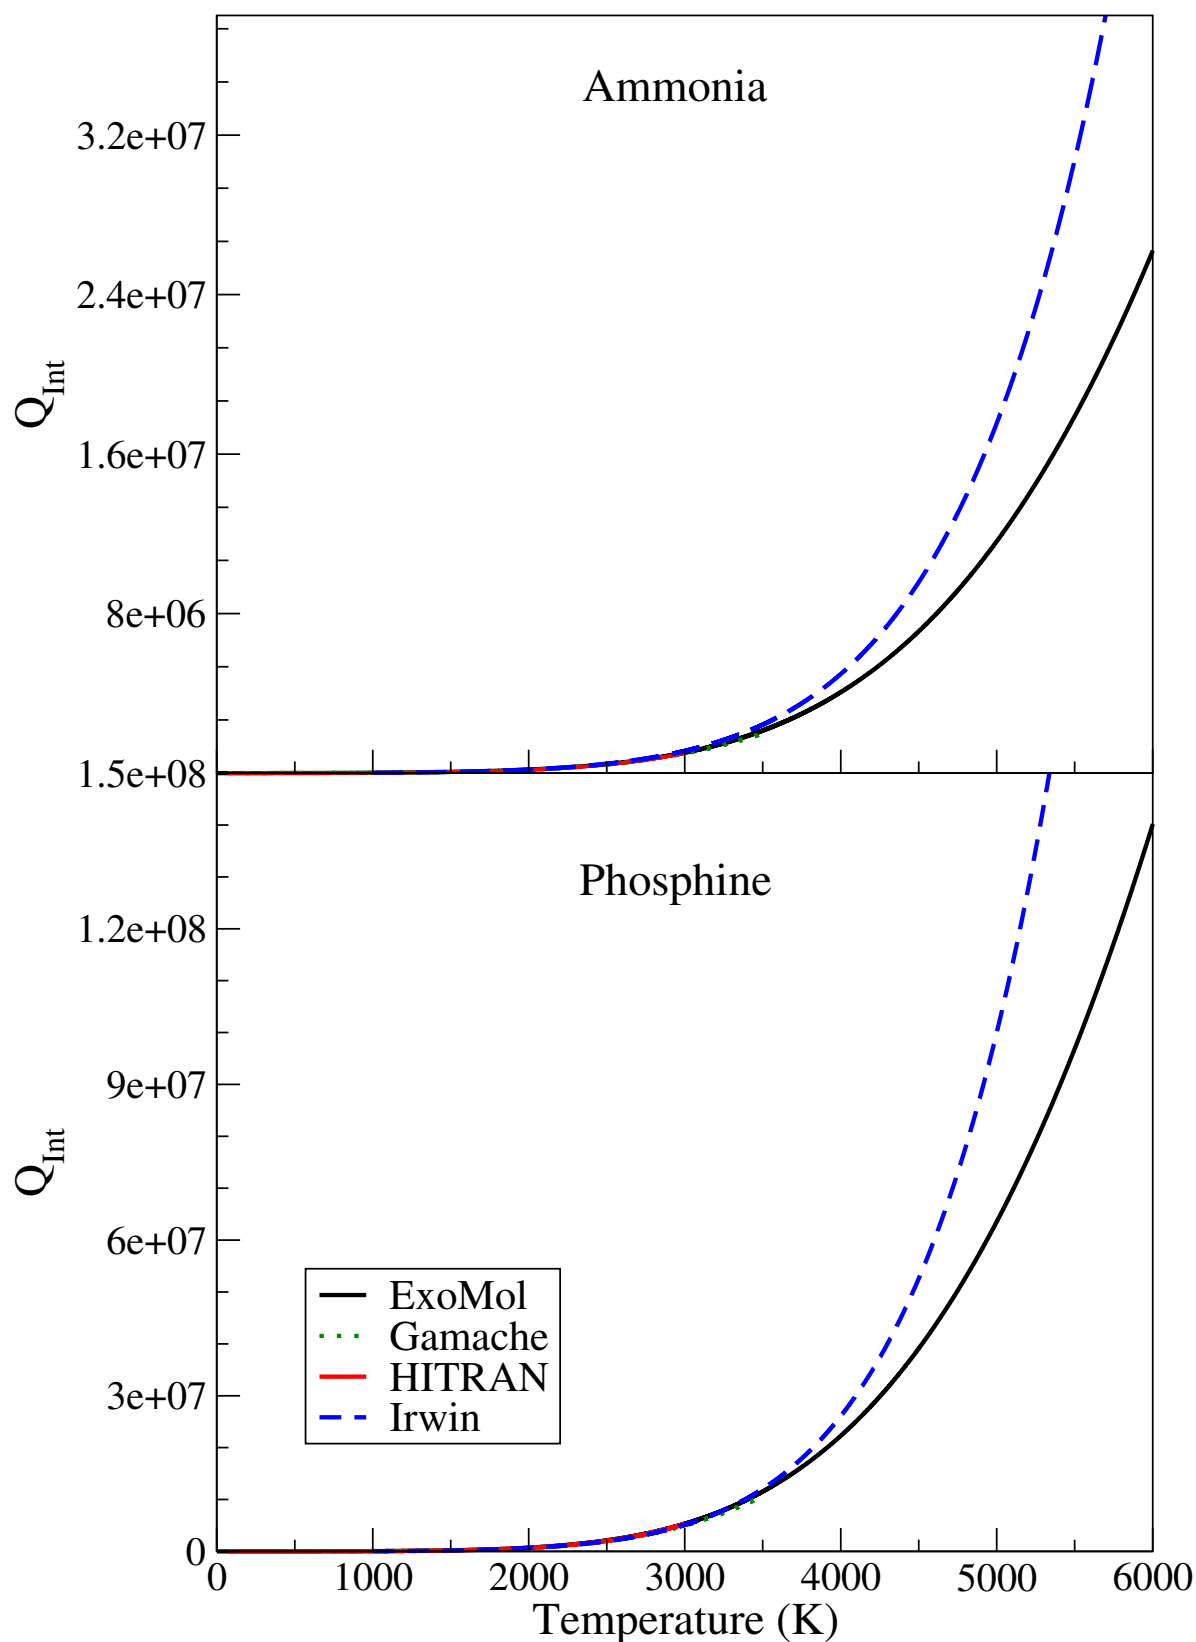 Ammonia
3.2e+07
2.4e+07
1.6e+07
8e+06
Q_Int
1.5e+08
Phosphine
1.2e+08
9e+07
6e+07
3e+07
0
Q_Int
ExoMol
Gamache
HITRAN
Irwin
0 1000 2000 3000 4000 5000 6000
Temperature (K)